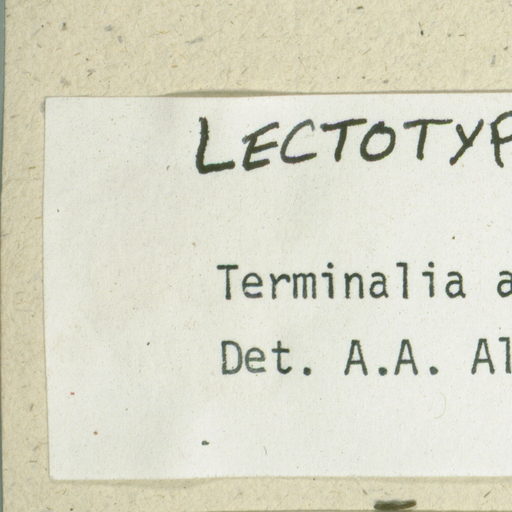 LECTOTYP
Terminalia a
Det. A.A. Al